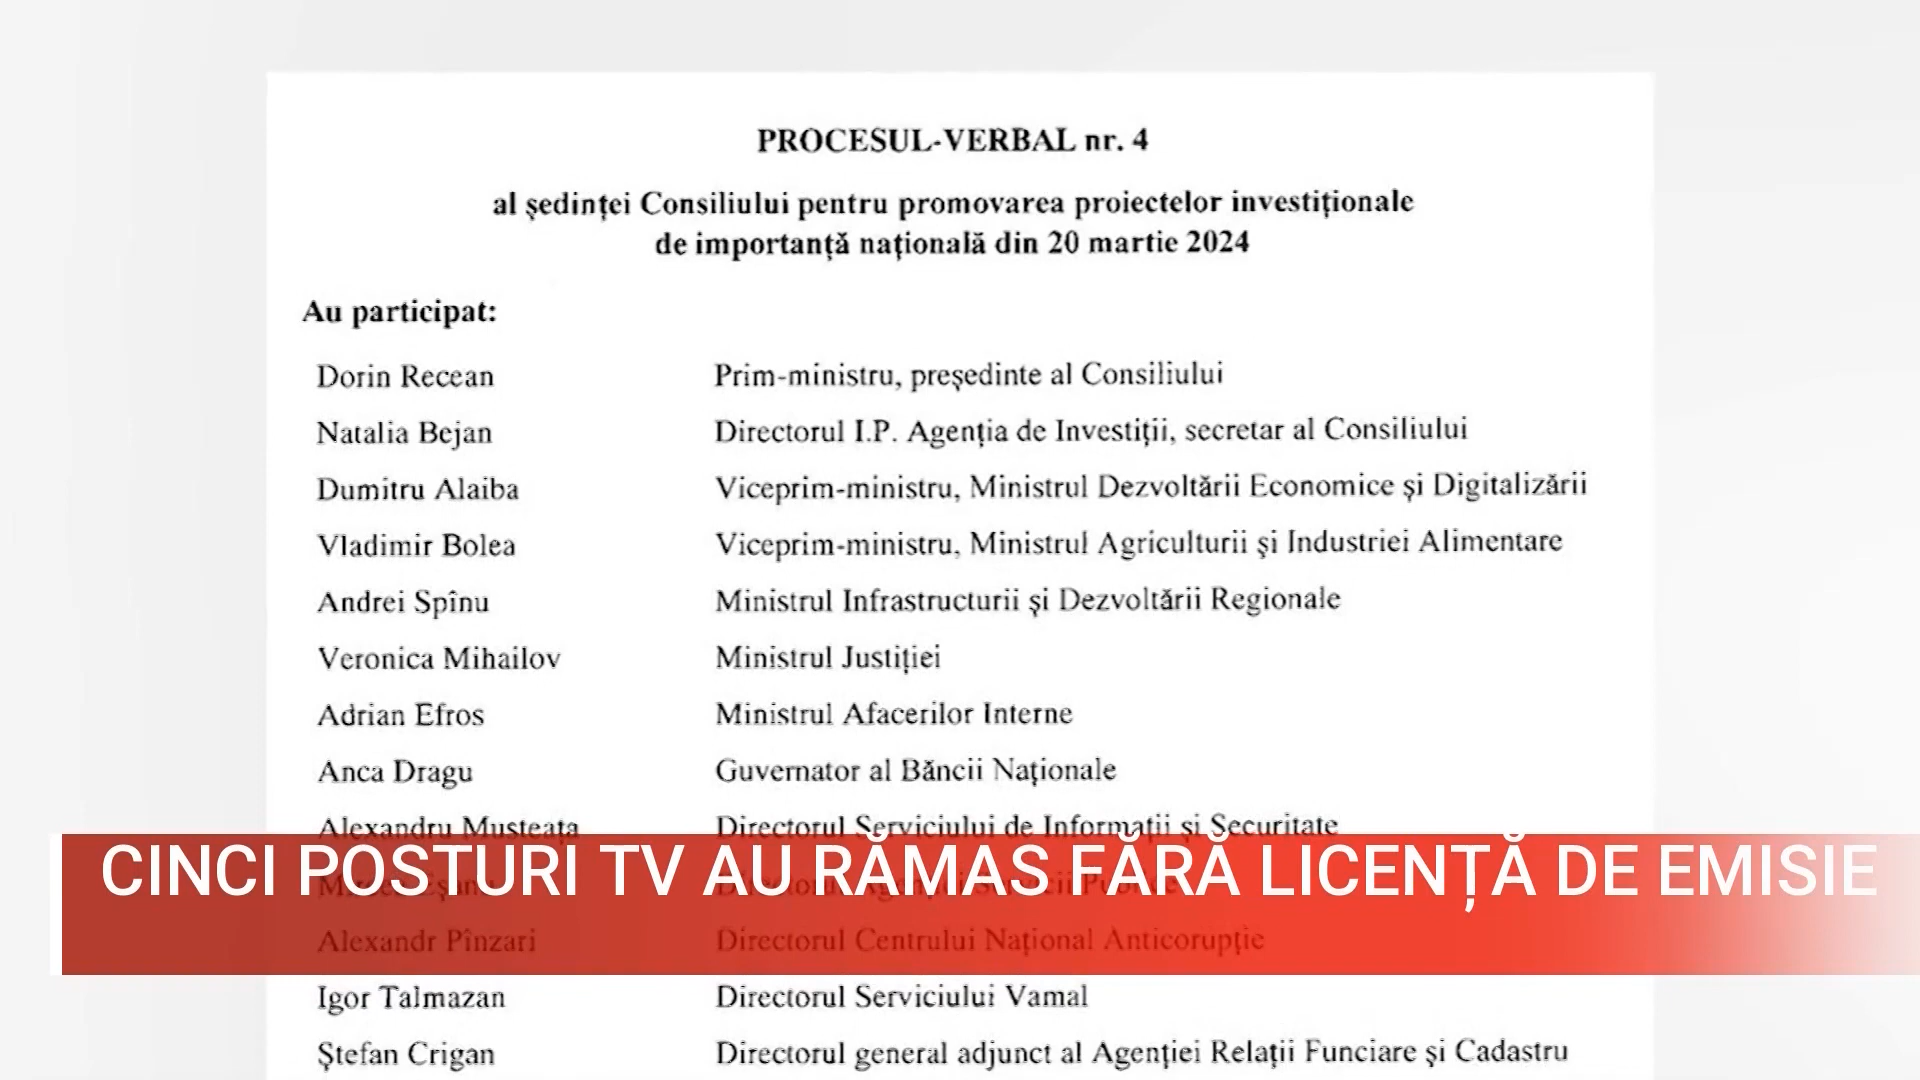 PROCESUL-VERBAL nr. 4
al ședinței Consiliului pentru promovarea proiectelor investiționale
de importanță națională din 20 martie 2024
Au participat:
Dorin Recean Prim-ministru, președinte al Consiliului
Natalia Bejan Directorul I.P. Agenția de Investiții, secretar al Consiliului
Dumitru Alaiba Viceprim-ministru, Ministrul Dezvoltării Economice și Digitalizării
Vladimir Bolea Viceprim-ministru, Ministrul Agriculturii și Industriei Alimentare
Andrei Spînu Ministrul Infrastructurii și Dezvoltării Regionale
Veronica Mihailov Ministrul Justiției
Adrian Efros Ministrul Afacerilor Interne
Anca Dragu Guvernator al Băncii Naționale
Alexandru Musteața Directorul Serviciului de Informații și Securitate
CINCI POSTURI TV AU RĂMAS FĂRĂ LICENȚĂ DE EMISIE
Alexandr Pînzari Directorul Centrului Național Anticorupție
Igor Talmazan Directorul Serviciului Vamal
Ștefan Crigan Directorul general adjunct al Agenției Relații Funciare și Cadastru